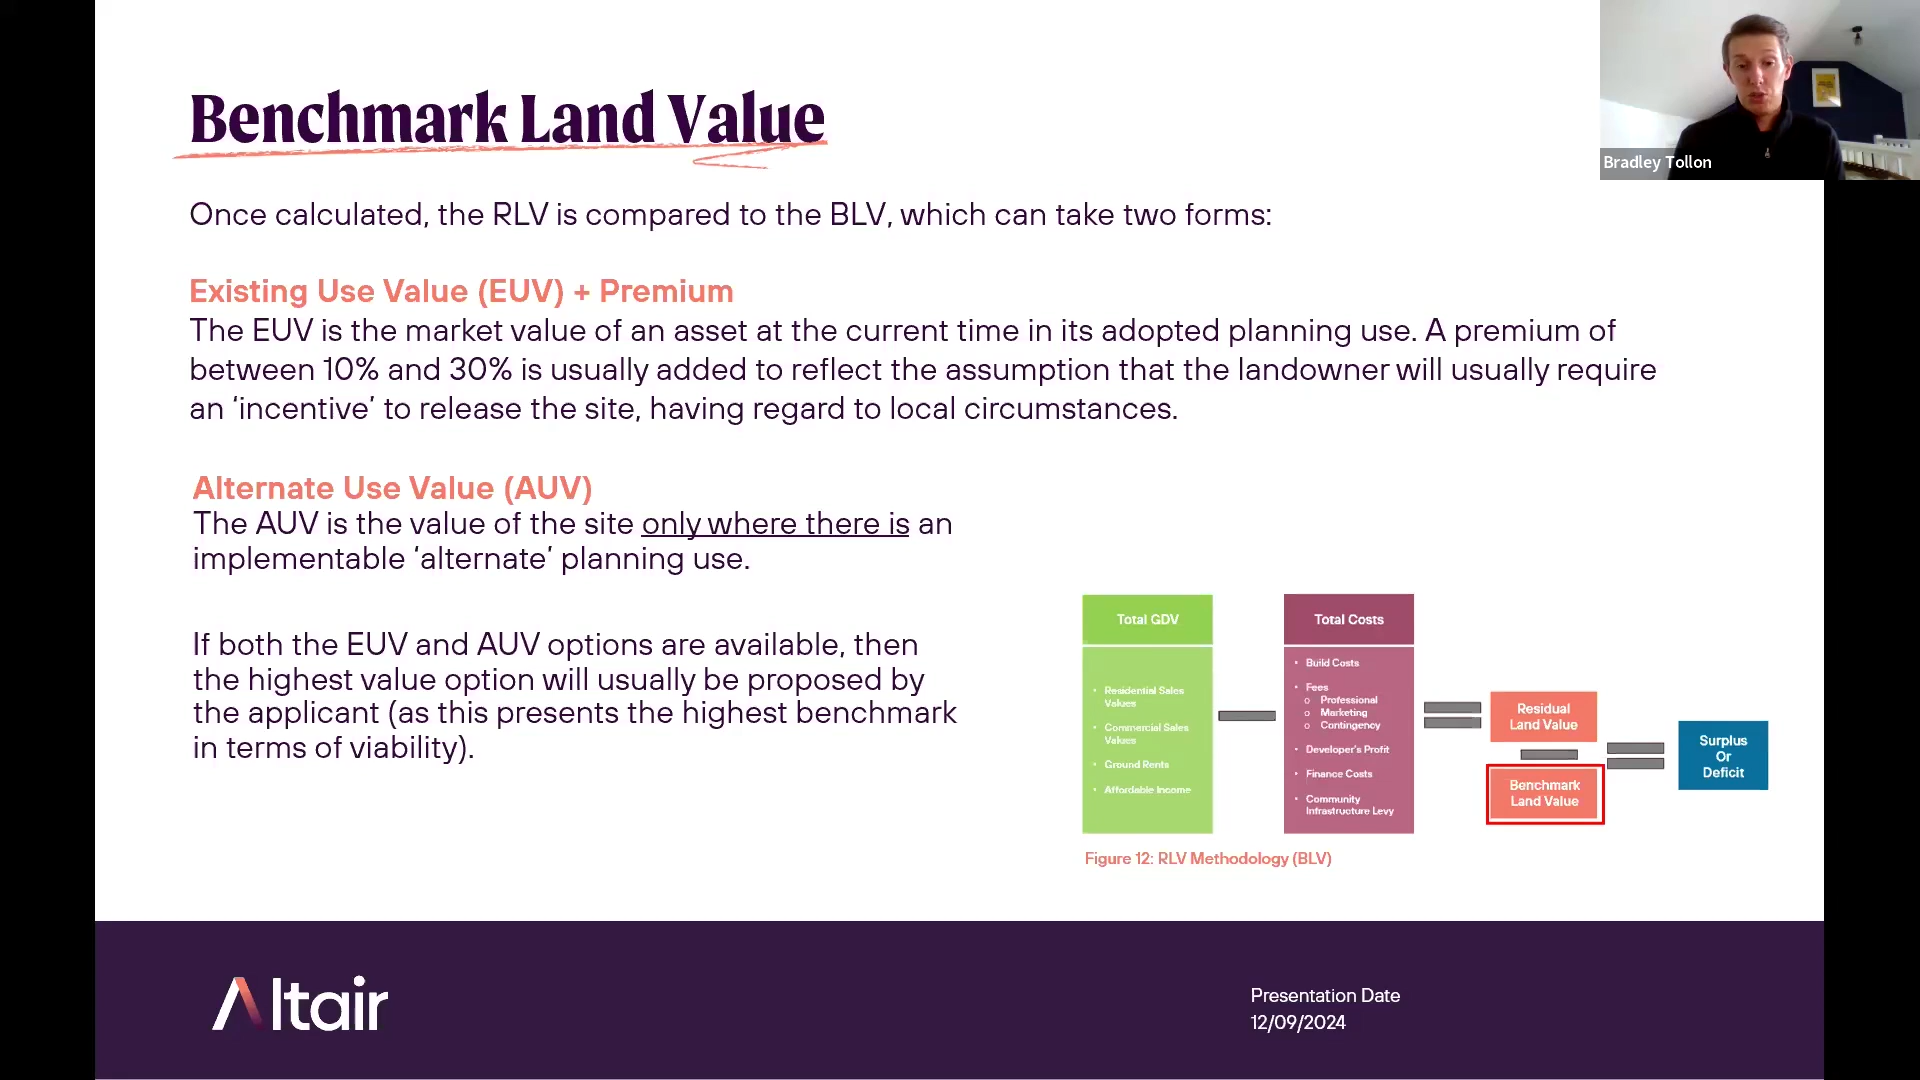 Benchmark Land Value
Bradley Tollon
Once calculated, the RLV is compared to the BLV, which can take two forms:
Existing Use Value (EUV) + Premium
The EUV is the market value of an asset at the current time in its adopted planning use. A premium of
between 10% and 30% is usually added to reflect the assumption that the landowner will usually require
an ‘incentive’ to release the site, having regard to local circumstances.
Alternate Use Value (AUV)
The AUV is the value of the site only where there is an
implementable ‘alternate’ planning use.
If both the EUV and AUV options are available, then
the highest value option will usually be proposed by
the applicant (as this presents the highest benchmark
in terms of viability).
Total GDV
• Residential Sales
Values
• Commercial Sales
Values
• Ground Rents
• Affordable Income
Total Costs
• Build Costs
• Fees
o Professional
o Marketing
o Contingency
• Developer's Profit
• Finance Costs
• Community
Infrastructure Levy
Residual
Land Value
Benchmark
Land Value
Surplus
Or
Deficit
Figure 12: RLV Methodology (BLV)
Altair
Presentation Date
12/09/2024